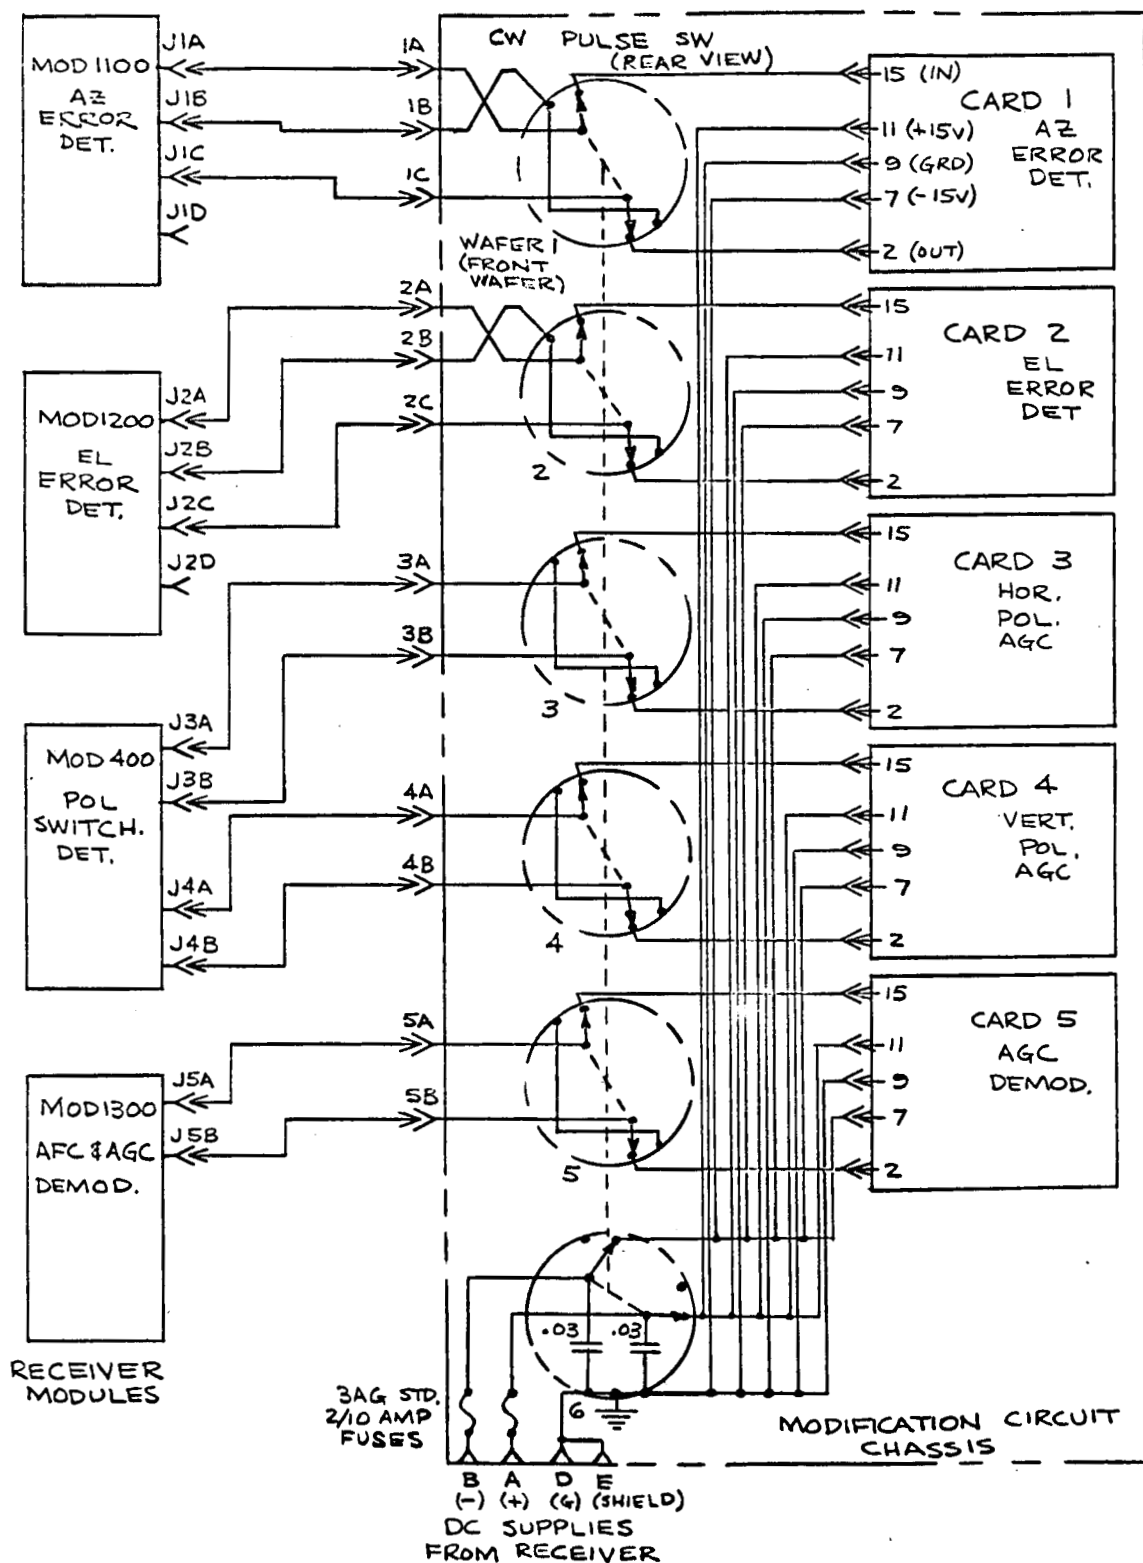 MOD 1100
AZ
ERROR
DET.
J1A
J1B
J1C
J1D
1A
1B
1C
CW PULSE SW
(REAR VIEW)
15 (IN)
11 (+15V)
9 (GRD)
7 (-15V)
2 (OUT)
CARD 1
AZ
ERROR
DET.
WAFER 1
(FRONT
WAFER)
MOD1200
EL
ERROR
DET.
J2A
J2B
J2C
J2D
2A
2B
2C
2
15
11
9
7
2
CARD 2
EL
ERROR
DET
3A
3B
3
15
11
9
7
2
CARD 3
HOR.
POL.
AGC
MOD 400
POL
SWITCH.
DET.
J3A
J3B
J4A
J4B
4A
4B
4
15
11
9
7
2
CARD 4
VERT.
POL.
AGC
MOD1300
AFC & AGC
DEMOD.
J5A
J5B
5A
5B
5
15
11
9
7
2
CARD 5
AGC
DEMOD.
.03 .03
6
RECEIVER
MODULES
3AG STD.
2/10 AMP
FUSES
MODIFICATION CIRCUIT
CHASSIS
B A D E
(-) (+) (G) (SHIELD)
DC SUPPLIES
FROM RECEIVER